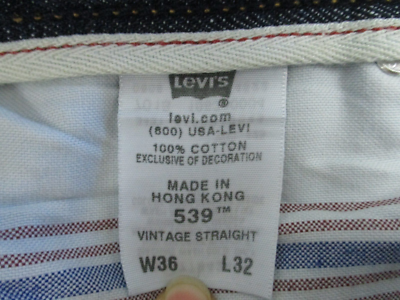 Levi's
®
levi.com
(800) USA-LEVI
100% COTTON
EXCLUSIVE OF DECORATION
MADE IN
HONG KONG
539™
VINTAGE STRAIGHT
W36 L32